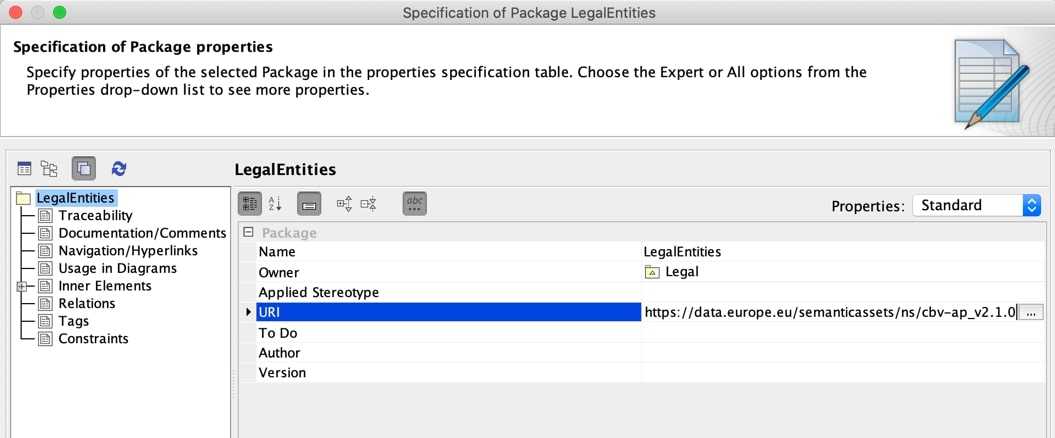 Specification of Package LegalEntities
Specification of Package properties
Specify properties of the selected Package in the properties specification table. Choose the Expert or All options from the
Properties drop-down list to see more properties.
LegalEntities
Traceability
Documentation/Comments
Navigation/Hyperlinks
Usage in Diagrams
Inner Elements
Relations
Tags
Constraints
LegalEntities
A
Z
abc
...
Properties: Standard
Package
Name LegalEntities
Owner Legal
Applied Stereotype
URI https://data.europe.eu/semanticassets/ns/cbv-ap_v2.1.0 ...
To Do
Author
Version